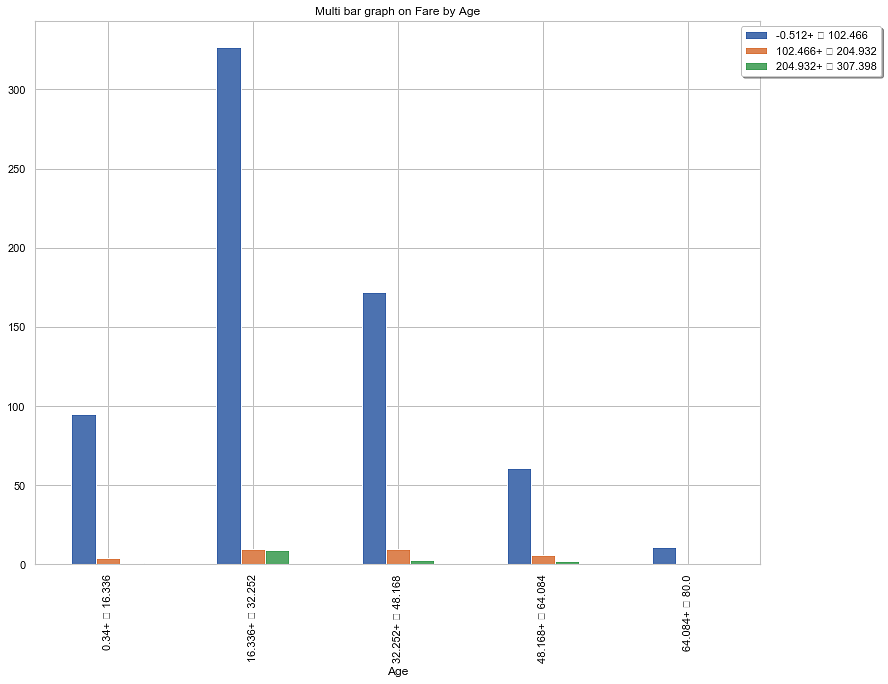 Multi bar graph on Fare by Age
-0.512+ □ 102.466
102.466+ □ 204.932
204.932+ □ 307.398
300
250
200
150
100
50
0
0.34+ □ 16.336
16.336+ □ 32.252
32.252+ □ 48.168
48.168+ □ 64.084
64.084+ □ 80.0
Age